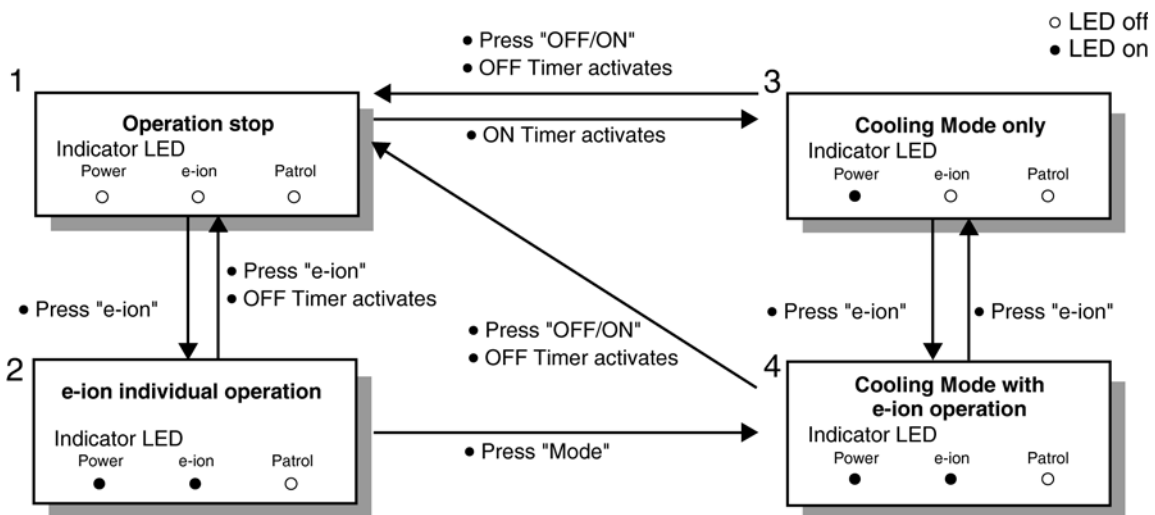 ○ LED off
● LED on
● Press "OFF/ON"
● OFF Timer activates
● ON Timer activates
1
Operation stop
Indicator LED
Power e-ion Patrol
3
Cooling Mode only
Indicator LED
Power e-ion Patrol
● Press "e-ion"
● Press "e-ion"
● OFF Timer activates
● Press "OFF/ON"
● OFF Timer activates
● Press "e-ion"
● Press "e-ion"
2
e-ion individual operation
Indicator LED
Power e-ion Patrol
● Press "Mode"
4
Cooling Mode with
e-ion operation
Indicator LED
Power e-ion Patrol